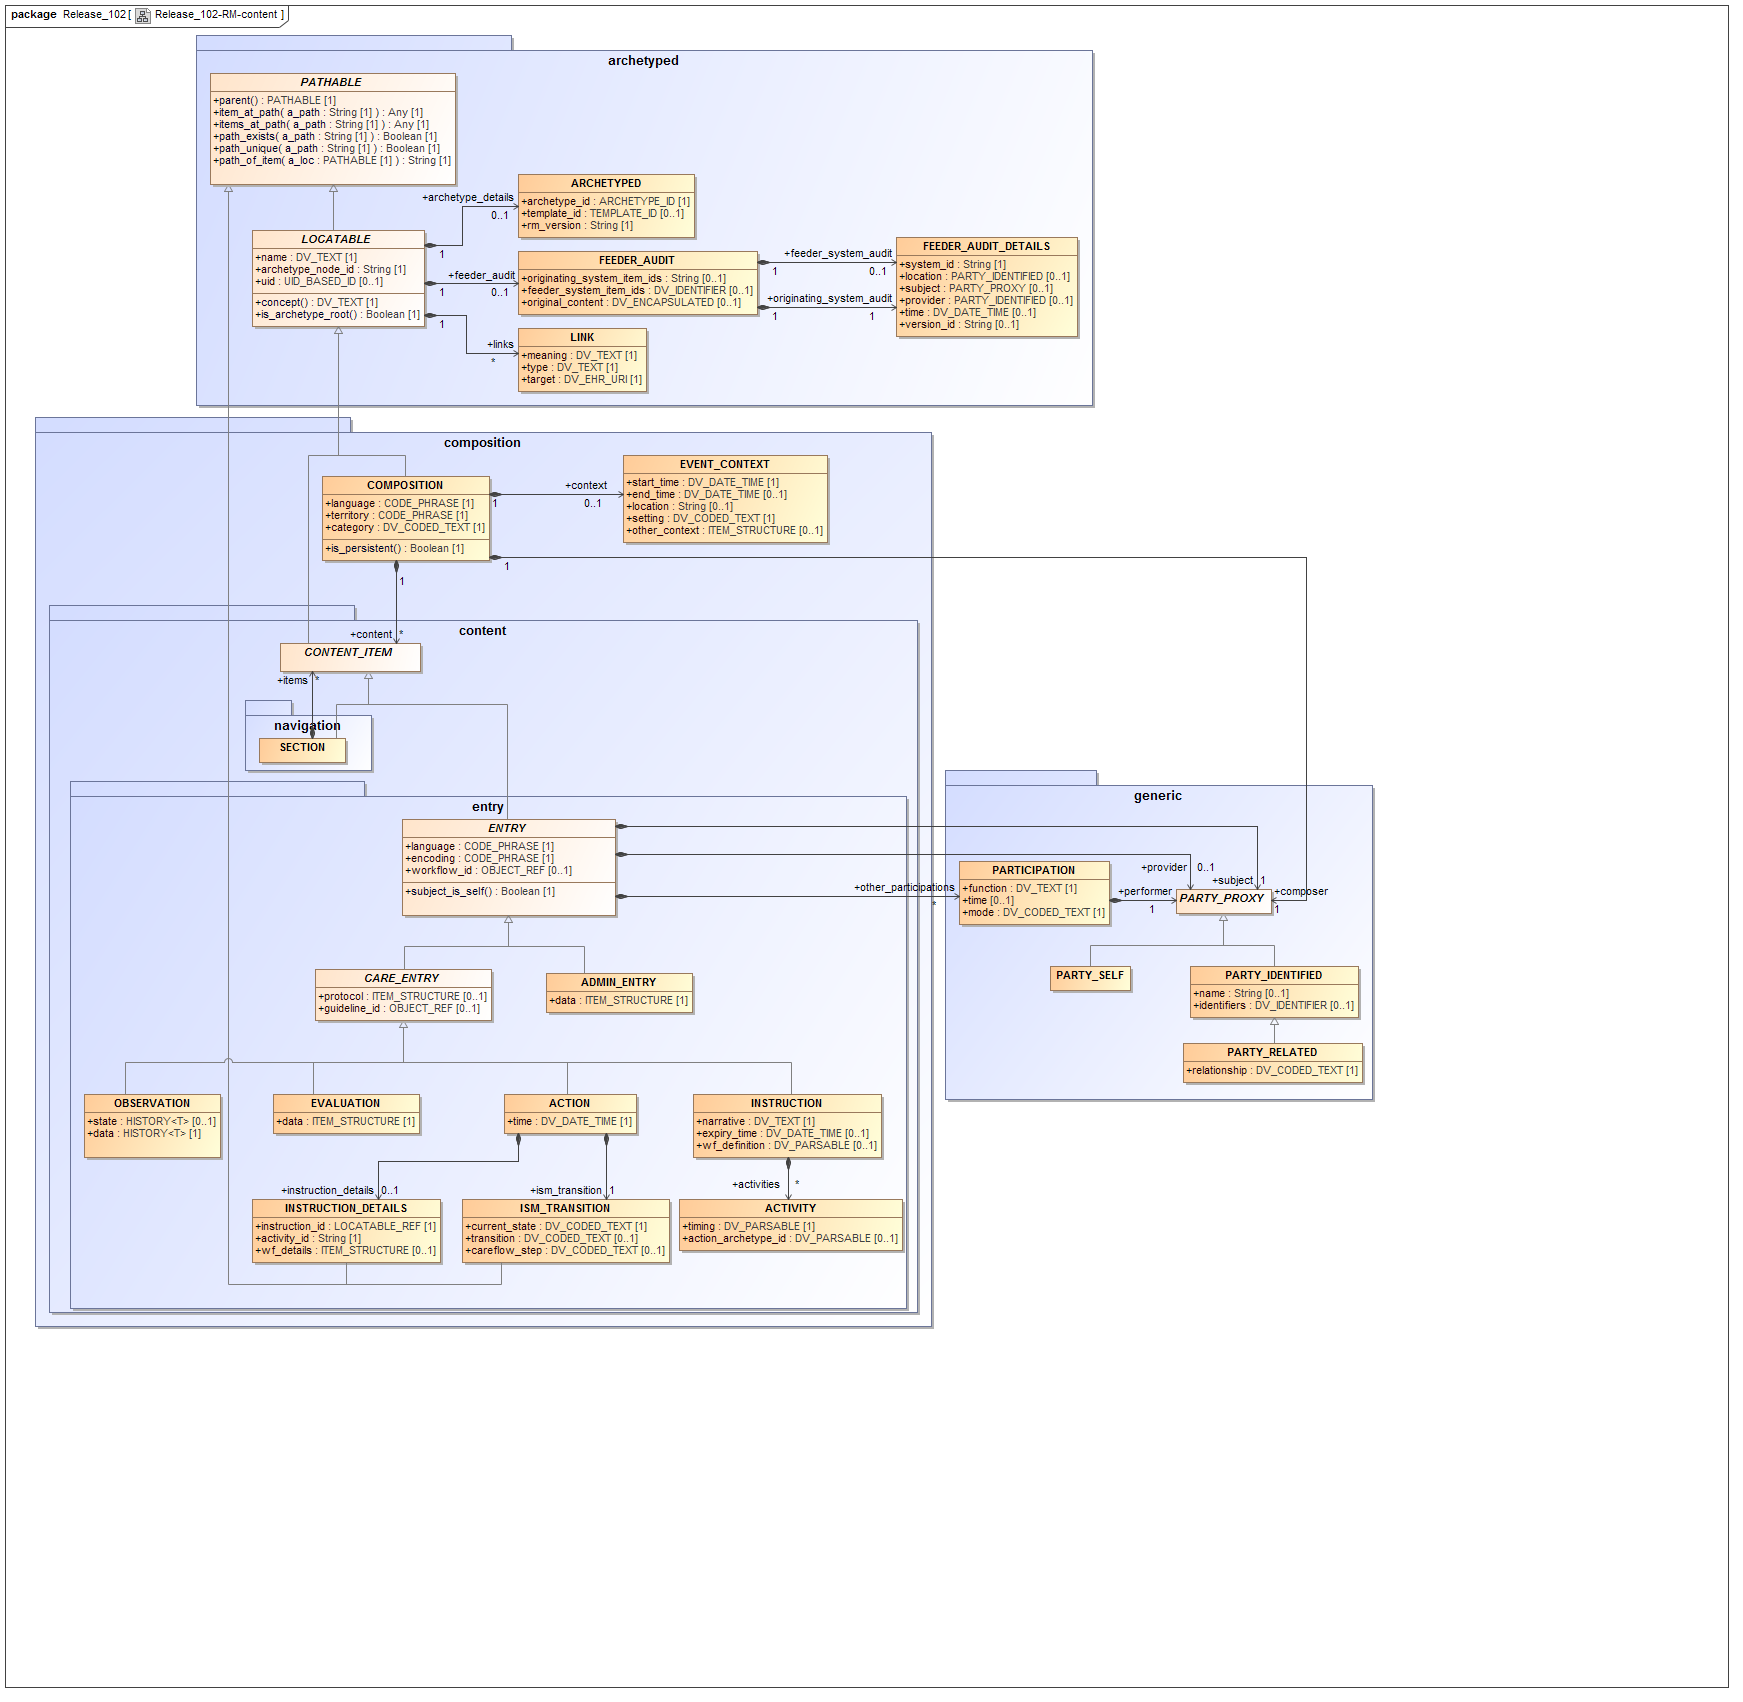 package Release_102 [ Release_102-RM-content ]
archetyped
PATHABLE
+parent() : PATHABLE [1]
+item_at_path( a_path : String [1] ) : Any [1]
+items_at_path( a_path : String [1] ) : Any [1]
+path_exists( a_path : String [1] ) : Boolean [1]
+path_unique( a_path : String [1] ) : Boolean [1]
+path_of_item( a_loc : PATHABLE [1] ) : String [1]
ARCHETYPED
+archetype_id : ARCHETYPE_ID [1]
+template_id : TEMPLATE_ID [0..1]
+rm_version : String [1]
+archetype_details
0..1
1
LOCATABLE
+name : DV_TEXT [1]
+archetype_node_id : String [1]
+uid : UID_BASED_ID [0..1]
+concept() : DV_TEXT [1]
+is_archetype_root() : Boolean [1]
+feeder_audit
1
0..1
FEEDER_AUDIT
+originating_system_item_ids : String [0..1]
+feeder_system_item_ids : DV_IDENTIFIER [0..1]
+original_content : DV_ENCAPSULATED [0..1]
+feeder_system_audit
1
0..1
+originating_system_audit
1
1
FEEDER_AUDIT_DETAILS
+system_id : String [1]
+location : PARTY_IDENTIFIED [0..1]
+subject : PARTY_PROXY [0..1]
+provider : PARTY_IDENTIFIED [0..1]
+time : DV_DATE_TIME [0..1]
+version_id : String [0..1]
1
+links
*
LINK
+meaning : DV_TEXT [1]
+type : DV_TEXT [1]
+target : DV_EHR_URI [1]
composition
COMPOSITION
+language : CODE_PHRASE [1]
+territory : CODE_PHRASE [1]
+category : DV_CODED_TEXT [1]
+is_persistent() : Boolean [1]
+context
1
0..1
EVENT_CONTEXT
+start_time : DV_DATE_TIME [1]
+end_time : DV_DATE_TIME [0..1]
+location : String [0..1]
+setting : DV_CODED_TEXT [1]
+other_context : ITEM_STRUCTURE [0..1]
1
1
content
+content
*
CONTENT_ITEM
+items
*
navigation
SECTION
entry
ENTRY
+language : CODE_PHRASE [1]
+encoding : CODE_PHRASE [1]
+workflow_id : OBJECT_REF [0..1]
+subject_is_self() : Boolean [1]
+other_participations
*
generic
PARTICIPATION
+function : DV_TEXT [1]
+time [0..1]
+mode : DV_CODED_TEXT [1]
+provider
0..1
+subject
1
+performer
1
+composer
1
PARTY_PROXY
PARTY_SELF
PARTY_IDENTIFIED
+name : String [0..1]
+identifiers : DV_IDENTIFIER [0..1]
PARTY_RELATED
+relationship : DV_CODED_TEXT [1]
CARE_ENTRY
+protocol : ITEM_STRUCTURE [0..1]
+guideline_id : OBJECT_REF [0..1]
ADMIN_ENTRY
+data : ITEM_STRUCTURE [1]
OBSERVATION
+state : HISTORY<T> [0..1]
+data : HISTORY<T> [1]
EVALUATION
+data : ITEM_STRUCTURE [1]
ACTION
+time : DV_DATE_TIME [1]
INSTRUCTION
+narrative : DV_TEXT [1]
+expiry_time : DV_DATE_TIME [0..1]
+wf_definition : DV_PARSABLE [0..1]
+instruction_details
0..1
+ism_transition
1
+activities
*
INSTRUCTION_DETAILS
+instruction_id : LOCATABLE_REF [1]
+activity_id : String [1]
+wf_details : ITEM_STRUCTURE [0..1]
ISM_TRANSITION
+current_state : DV_CODED_TEXT [1]
+transition : DV_CODED_TEXT [0..1]
+careflow_step : DV_CODED_TEXT [0..1]
ACTIVITY
+timing : DV_PARSABLE [1]
+action_archetype_id : DV_PARSABLE [0..1]